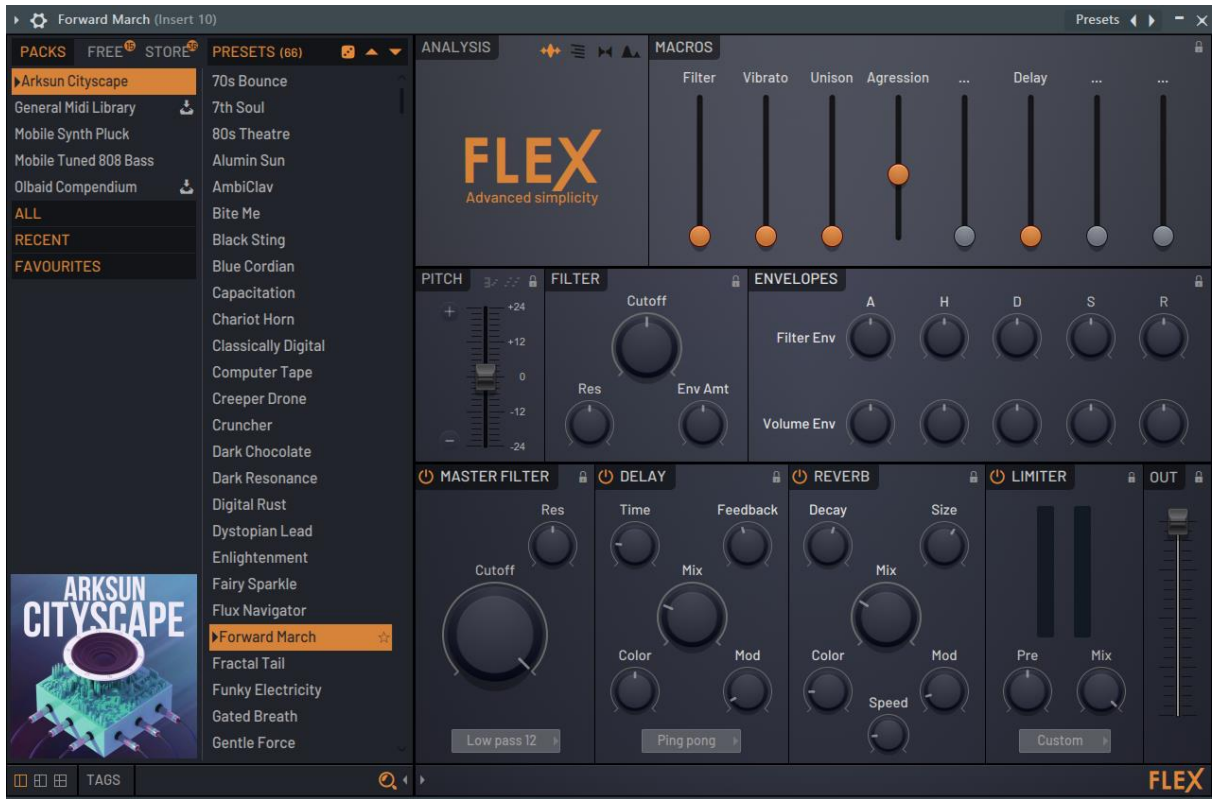 Forward March (Insert 10)
Presets
PACKS FREE 15 STORE 36
PRESETS (66)
Arksun Cityscape
General Midi Library
Mobile Synth Pluck
Mobile Tuned 808 Bass
Olbaid Compendium
ALL
RECENT
FAVOURITES
ARKSUN
CITYSCAPE
TAGS
70s Bounce
7th Soul
80s Theatre
Alumin Sun
AmbiClav
Bite Me
Black Sting
Blue Cordian
Capacitation
Chariot Horn
Classically Digital
Computer Tape
Creeper Drone
Cruncher
Dark Chocolate
Dark Resonance
Digital Rust
Dystopian Lead
Enlightenment
Fairy Sparkle
Flux Navigator
Forward March
Fractal Tail
Funky Electricity
Gated Breath
Gentle Force
ANALYSIS
FLEX
Advanced simplicity
MACROS
Filter Vibrato Unison Agression ... Delay ... ...
PITCH
+24
+12
0
-12
-24
FILTER
Cutoff
Res Env Amt
ENVELOPES
A H D S R
Filter Env
Volume Env
MASTER FILTER
Res
Cutoff
Low pass 12
DELAY
Time Feedback
Mix
Color Mod
Ping pong
REVERB
Decay Size
Mix
Color Mod
Speed
LIMITER
Pre Mix
Custom
OUT
FLEX